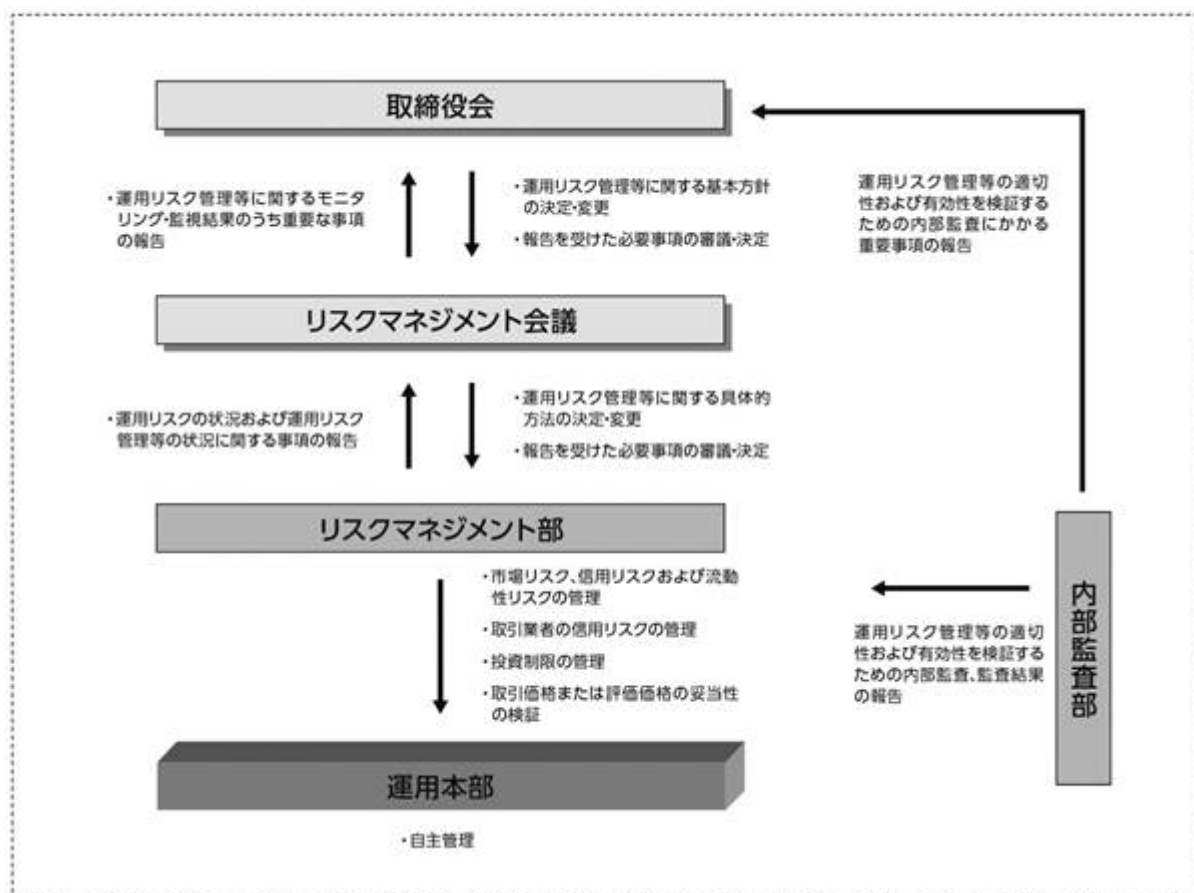 取締役会
・運用リスク管理等に関するモニタ
リング・監視結果のうち重要な事項
の報告
・運用リスク管理等に関する基本方針
の決定・変更
・報告を受けた必要事項の審議・決定
運用リスク管理等の適切
性および有効性を検証する
ための内部監査にかかる
重要事項の報告
リスクマネジメント会議
・運用リスクの状況および運用リスク
管理等の状況に関する事項の報告
・運用リスク管理等に関する具体的
方法の決定・変更
・報告を受けた必要事項の審議・決定
リスクマネジメント部
・市場リスク、信用リスクおよび流動
性リスクの管理
・取引業者の信用リスクの管理
・投資制限の管理
・取引価格または評価価格の妥当性
の検証
運用リスク管理等の適切
性および有効性を検証する
ための内部監査、監査結果
の報告
内部監査部
運用本部
・自主管理